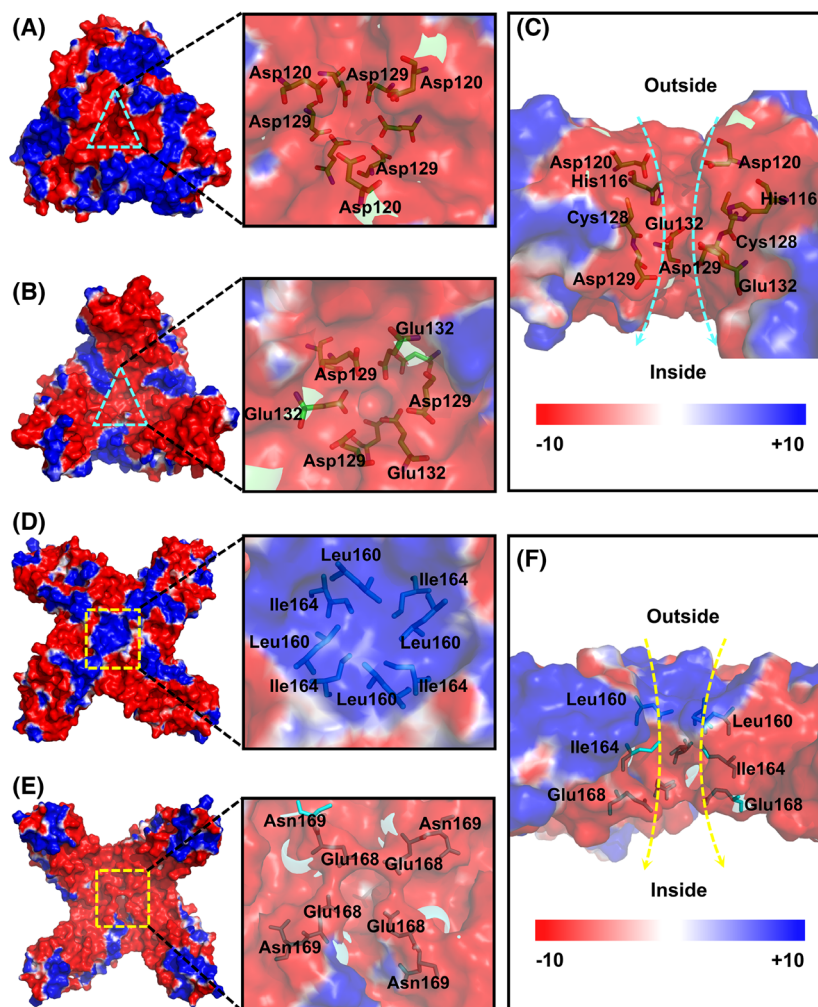 (A)
Asp120
Asp129
Asp120
Asp129
Asp129
Asp120
(B)
Glu132
Asp129
Glu132
Asp129
Asp129
Glu132
(C)
Outside
Asp120
Asp120
His116
His116
Cys128
Glu132
Cys128
Asp129
Asp129
Glu132
Inside
-10
+10
(D)
Leu160
Ile164
Ile164
Leu160
Leu160
Ile164
Leu160
Ile164
(E)
Asn169
Asn169
Glu168
Glu168
Glu168
Glu168
Asn169
Asn169
(F)
Outside
Leu160
Leu160
Ile164
Ile164
Glu168
Glu168
Inside
-10
+10